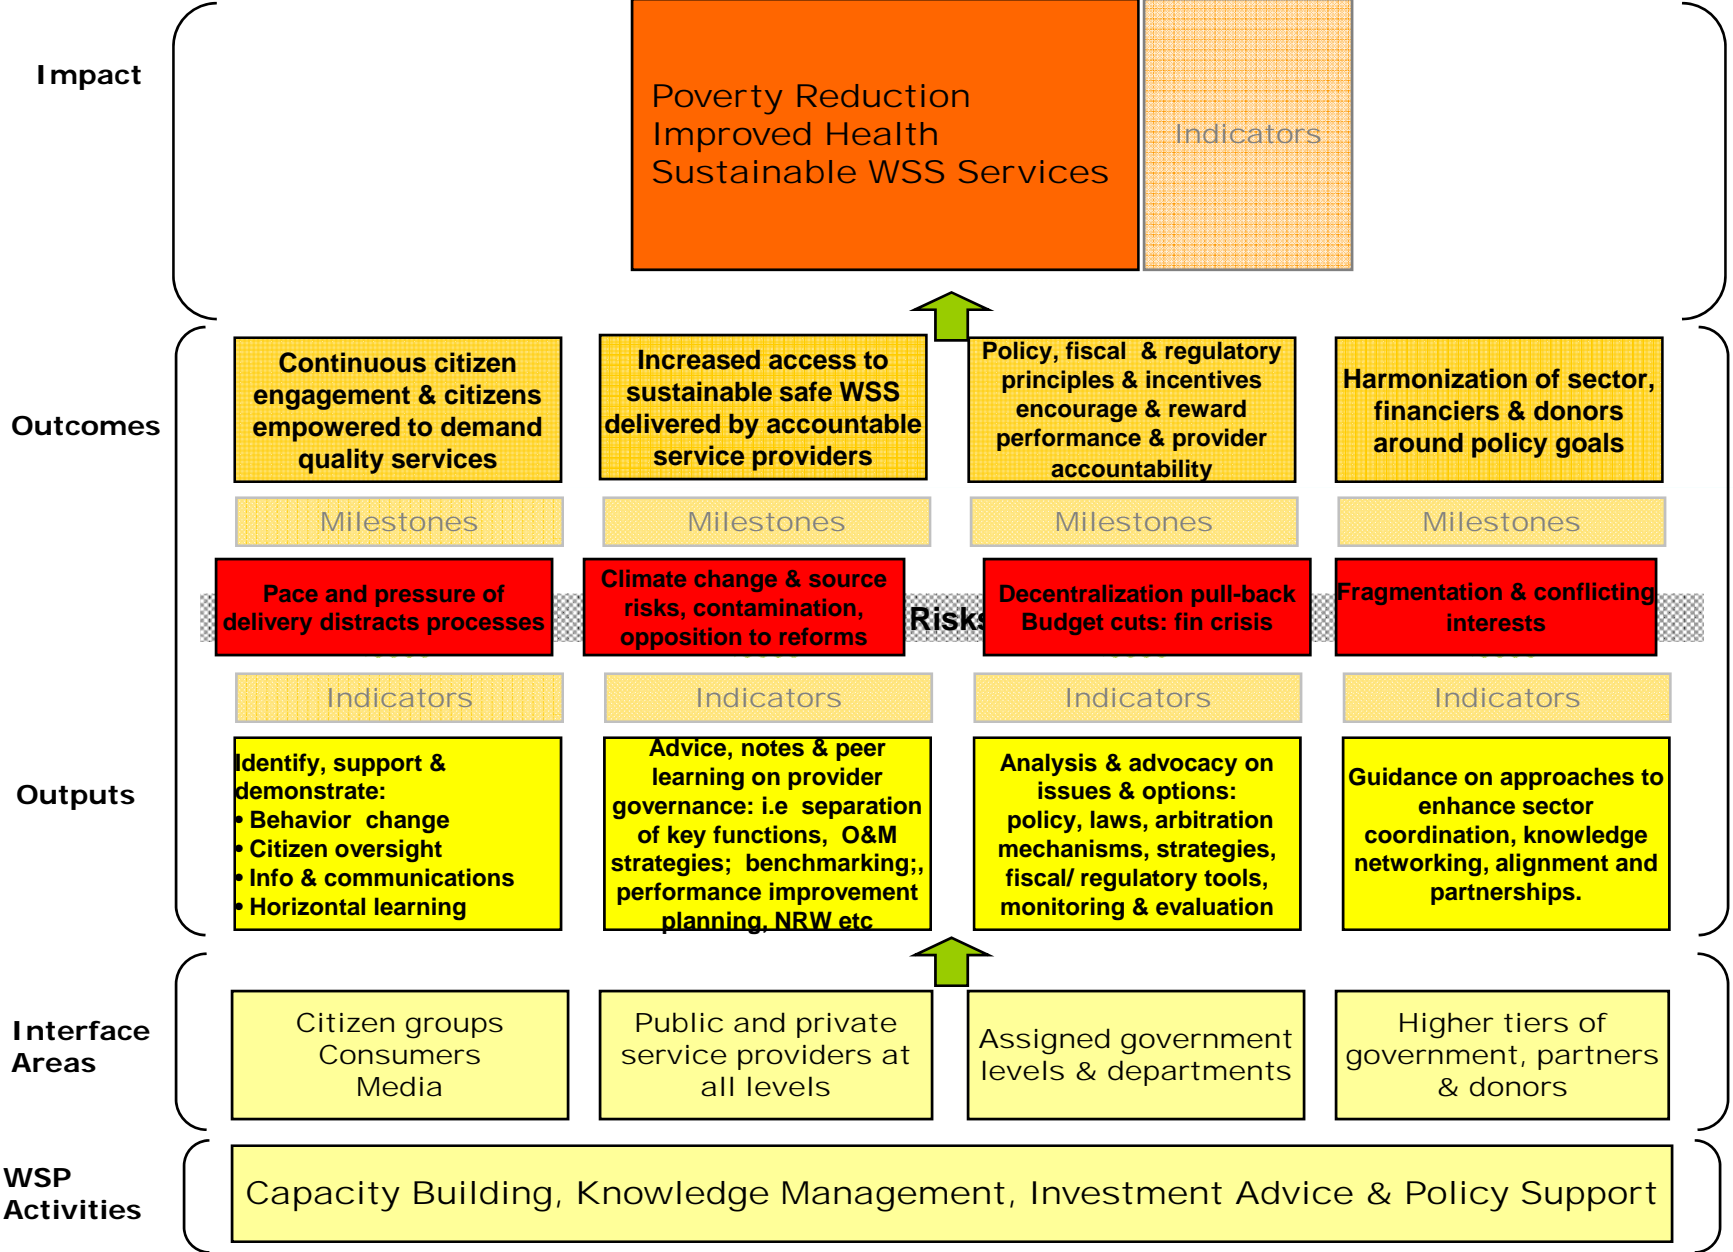 Impact
Poverty Reduction
Improved Health
Sustainable WSS Services
Indicators
Outcomes
Continuous citizen
engagement & citizens
empowered to demand
quality services
Increased access to
sustainable safe WSS
delivered by accountable
service providers
Policy, fiscal & regulatory
principles & incentives
encourage & reward
performance & provider
accountability
Harmonization of sector,
financiers & donors
around policy goals
Milestones
Milestones
Milestones
Milestones
Pace and pressure of
delivery distracts processes
Climate change & source
risks, contamination,
opposition to reforms
Risks
Decentralization pull-back
Budget cuts: fin crisis
Fragmentation & conflicting
interests
Indicators
Indicators
Indicators
Indicators
Outputs
Identify, support &
demonstrate:
• Behavior change
• Citizen oversight
• Info & communications
• Horizontal learning
Advice, notes & peer
learning on provider
governance: i.e separation
of key functions, O&M
strategies; benchmarking;,
performance improvement
planning, NRW etc
Analysis & advocacy on
issues & options:
policy, laws, arbitration
mechanisms, strategies,
fiscal/ regulatory tools,
monitoring & evaluation
Guidance on approaches to
enhance sector
coordination, knowledge
networking, alignment and
partnerships.
Interface
Areas
Citizen groups
Consumers
Media
Public and private
service providers at
all levels
Assigned government
levels & departments
Higher tiers of
government, partners
& donors
WSP
Activities
Capacity Building, Knowledge Management, Investment Advice & Policy Support